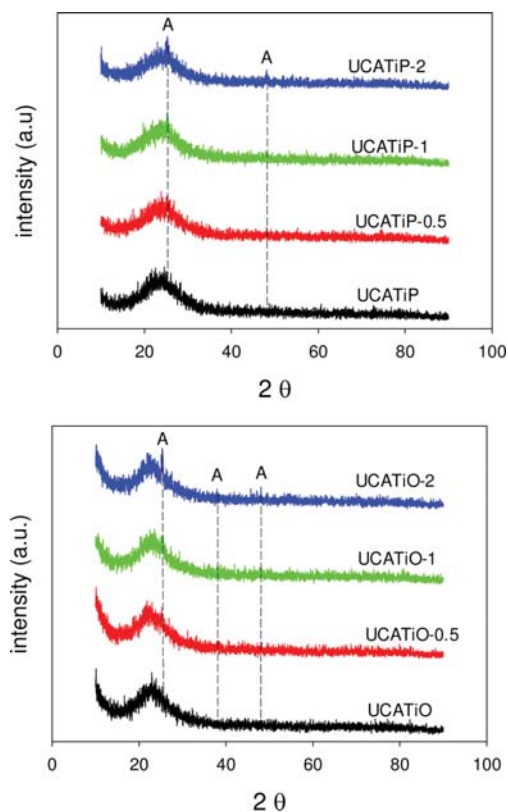 A
A
UCATiP-2
UCATiP-1
UCATiP-0.5
UCATiP
intensity (a.u)
0 20 40 60 80 100
2 θ
A
A
A
UCATiO-2
UCATiO-1
UCATiO-0.5
UCATiO
intensity (a.u.)
0 20 40 60 80 100
2 θ